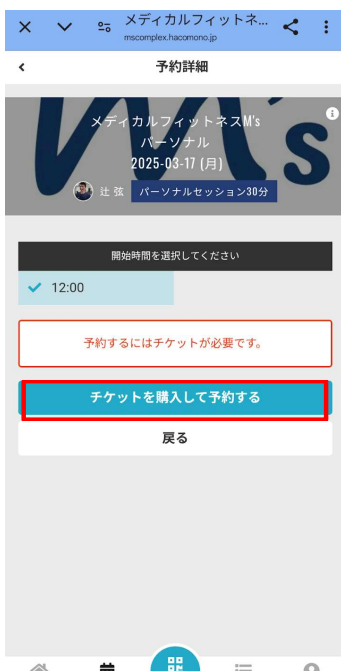 メディカルフィットネ...
mscomplex.hacomono.jp
予約詳細
M's
メディカルフィットネスM's
パーソナル
2025-03-17 (月)
辻 弦 パーソナルセッション30分
開始時間を選択してください
12:00
予約するにはチケットが必要です。
チケットを購入して予約する
戻る